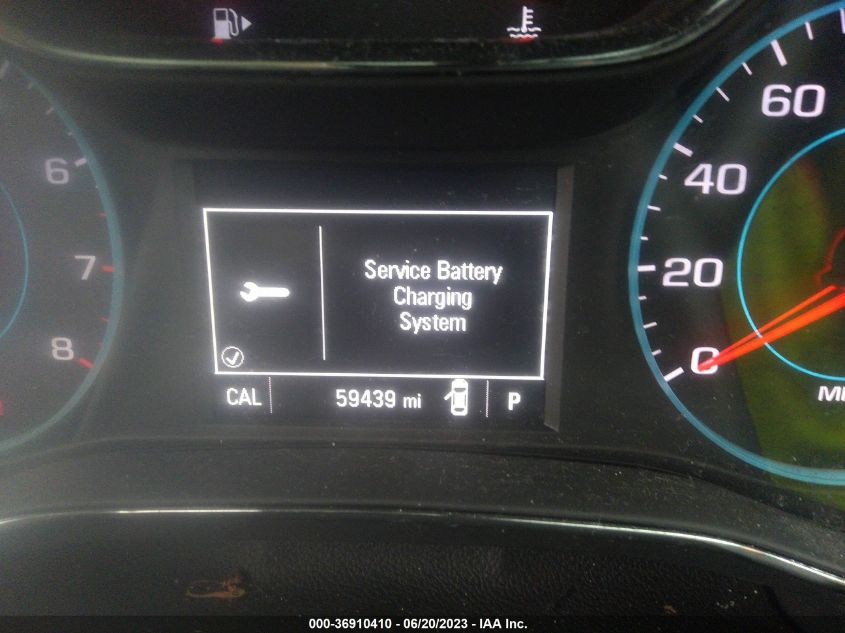 60
6
40
Service Battery
7
20
Charging
System
8
0
CAL
59439 mi
P
000-36910410 - 06/20/2023 - IAA Inc.